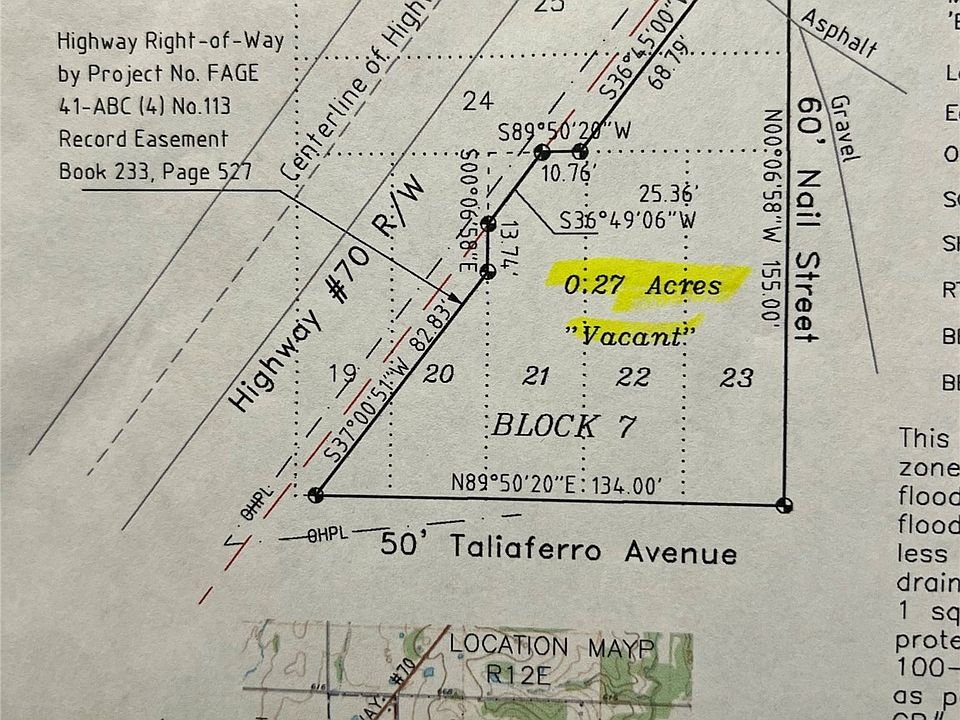 25
Highway Right-of-Way
by Project No. FAGE
41-ABC (4) No.113
Record Easement
Book 233, Page 527
Centerline of High
24
S36°45'00"W
68.79'
Asphalt
Gravel
60' Nail Street
N00°06'58"W 155.00'
S89°50'20"W
10.76'
25.36'
S36°49'06"W
S00°06'58"E
13.74'
Highway #70 R/W
0.27 Acres
"Vacant"
S37°00'51"W 82.83'
19
20
21
22
23
BLOCK 7
N89°50'20"E 134.00'
OHPL
OHPL
50' Taliaferro Avenue
LOCATION MAYP
R12E
#70
This
zone
flood
flood
less
drain
1 sq
prote
100-
as p